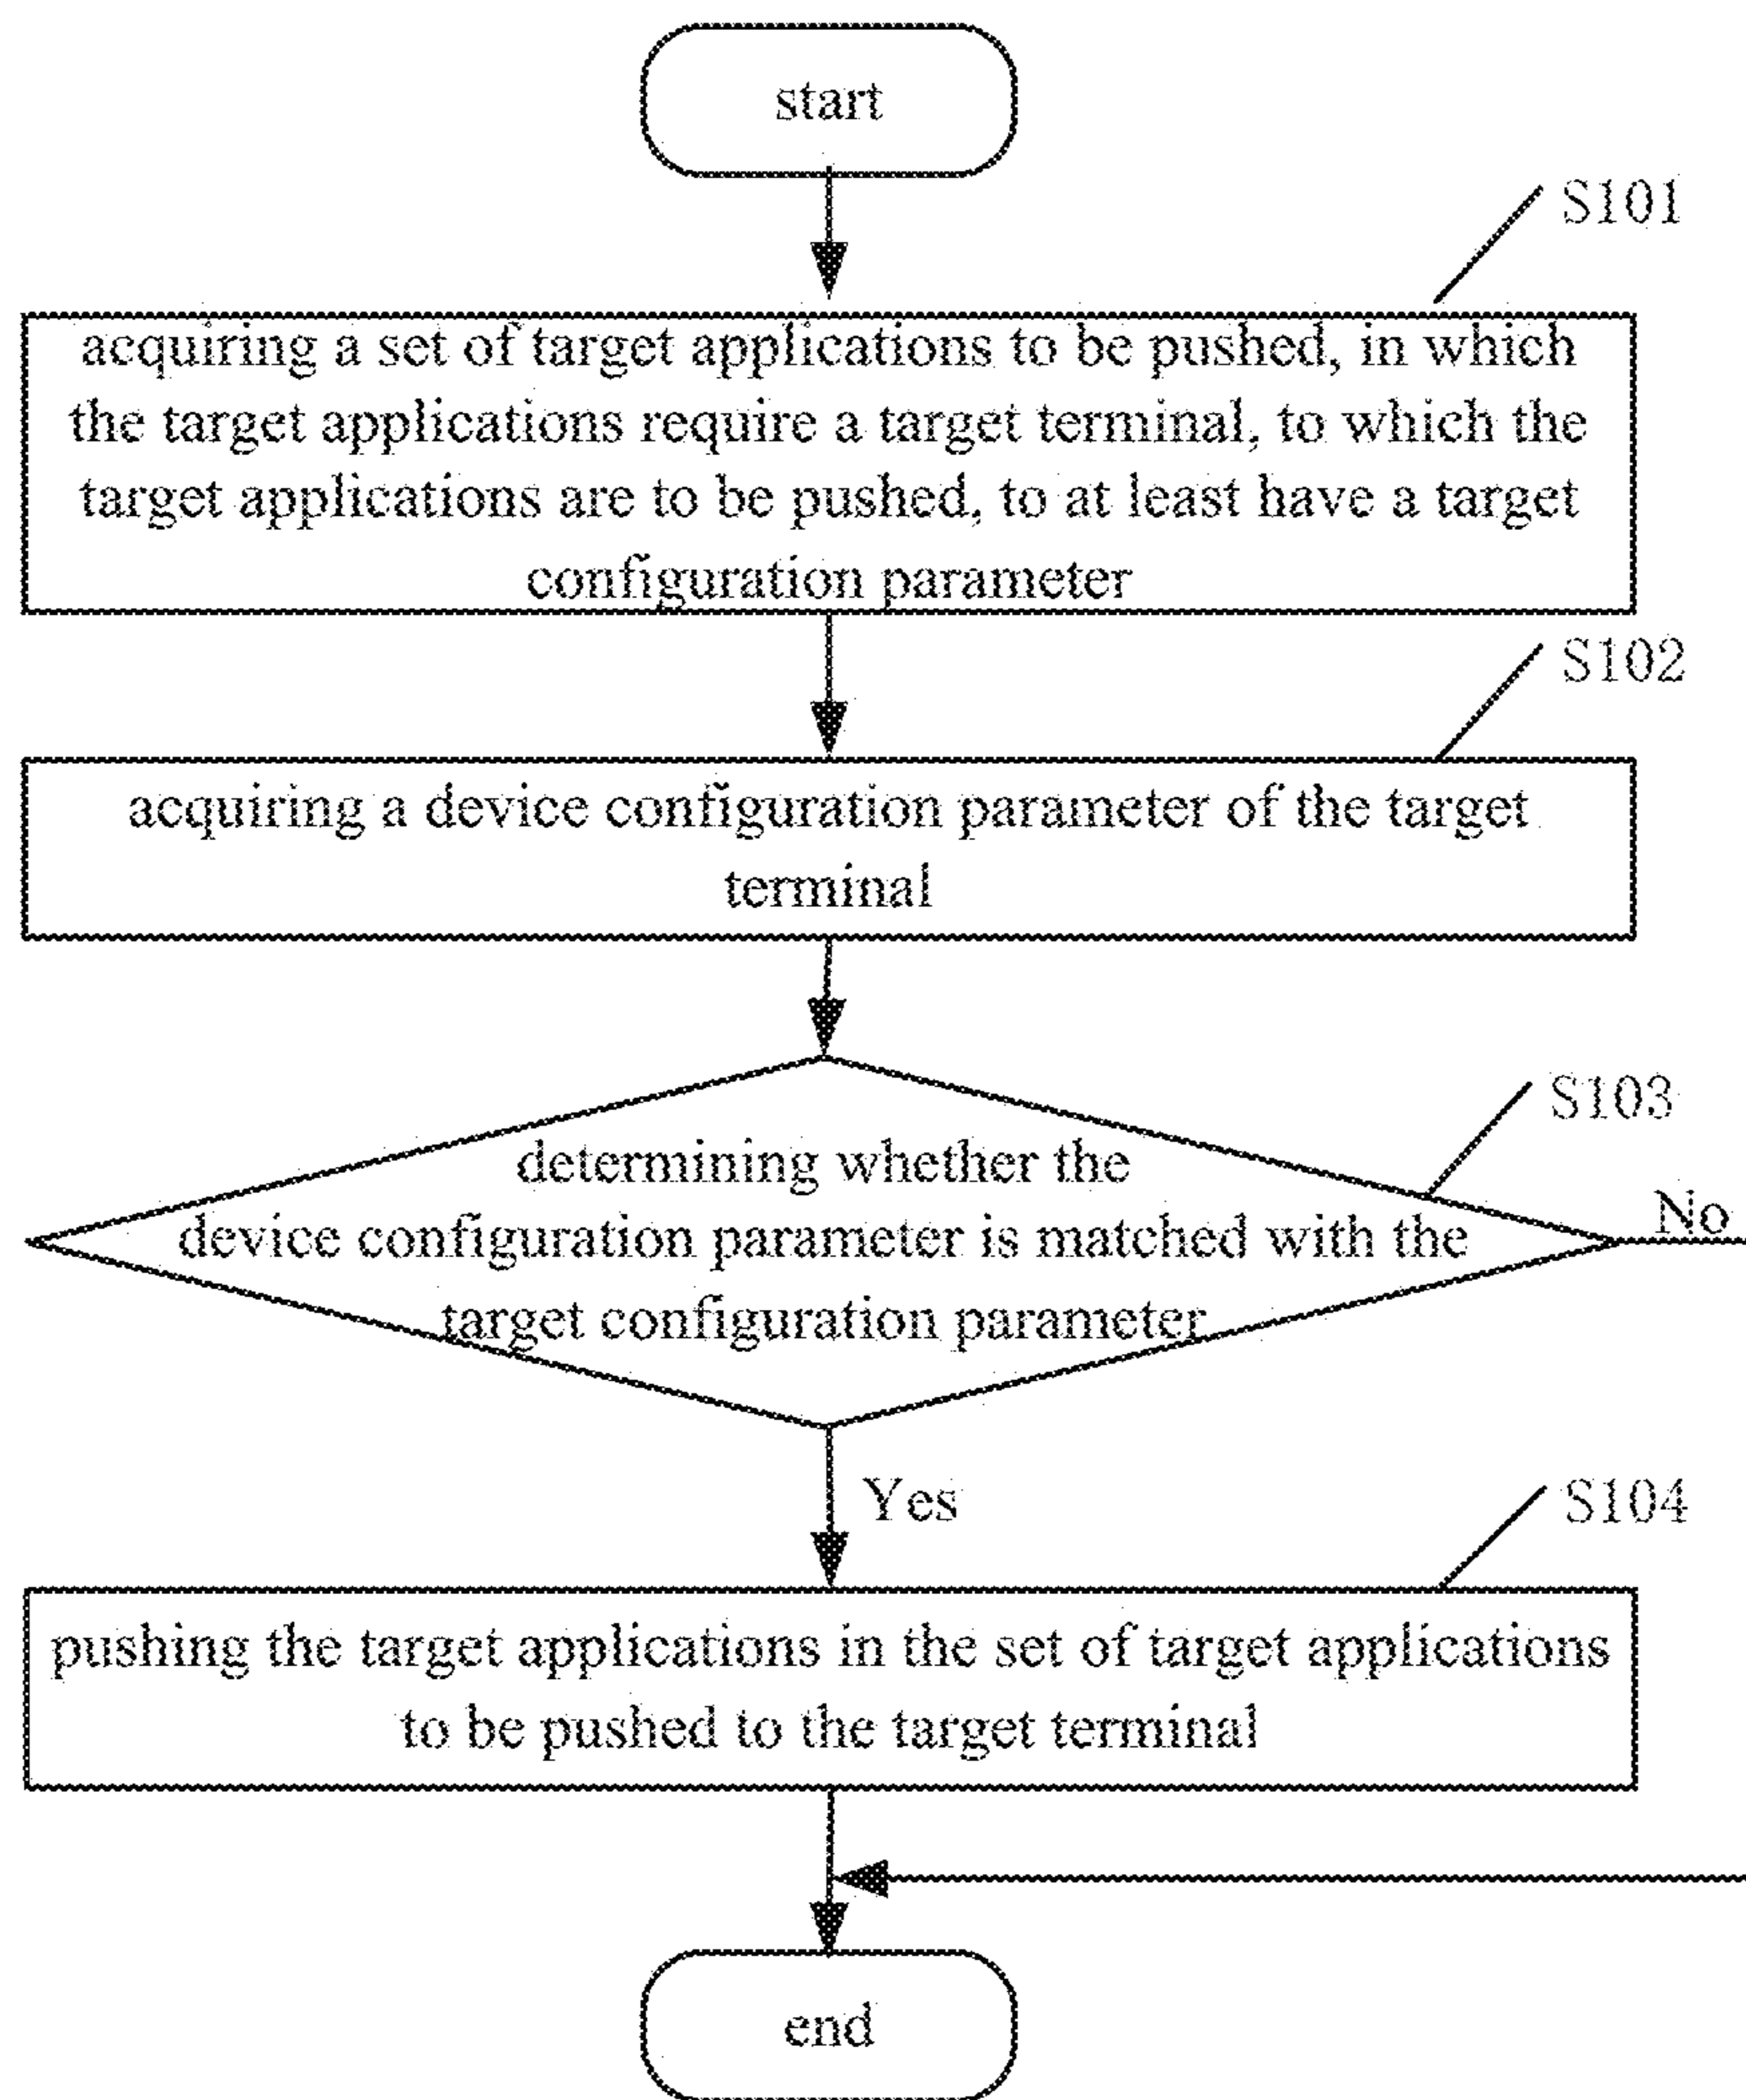 start
S101
acquiring a set of target applications to be pushed, in which
the target applications require a target terminal, to which the
target applications are to be pushed, to at least have a target
configuration parameter
S102
acquiring a device configuration parameter of the target
terminal
S103
determining whether the
device configuration parameter is matched with the
target configuration parameter
No
Yes
S104
pushing the target applications in the set of target applications
to be pushed to the target terminal
end